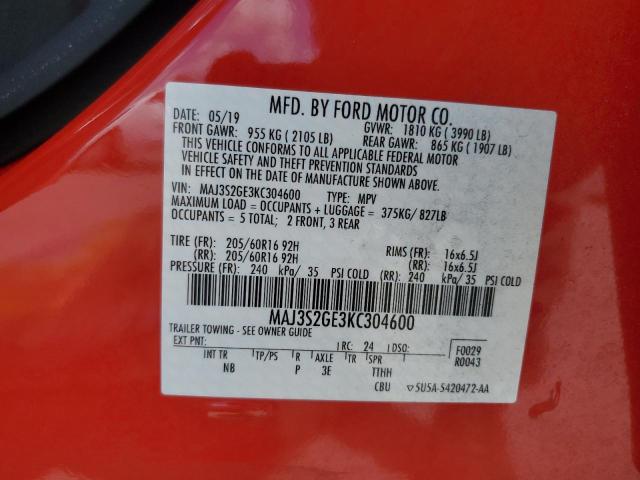 MFD. BY FORD MOTOR CO.
DATE: 05/19 GVWR: 1810 KG (3990 LB)
FRONT GAWR: 955 KG (2105 LB) REAR GAWR: 865 KG (1907 LB)
THIS VEHICLE CONFORMS TO ALL APPLICABLE FEDERAL MOTOR
VEHICLE SAFETY AND THEFT PREVENTION STANDARDS
IN EFFECT ON THE DATE OF MANUFACTURE SHOWN ABOVE.
VIN: MAJ3S2GE3KC304600 TYPE: MPV
MAXIMUM LOAD = OCCUPANTS + LUGGAGE = 375KG/ 827LB
OCCUPANTS = 5 TOTAL; 2 FRONT, 3 REAR
TIRE (FR): 205/60R16 92H RIMS (FR): 16x6.5J
(RR): 205/60R16 92H (RR): 16x6.5J
PRESSURE (FR): 240 kPa/ 35 PSI COLD (RR): 240 kPa/ 35 PSI COLD
MAJ3S2GE3KC304600
TRAILER TOWING - SEE OWNER GUIDE
EXT PNT: RC: 24 DSO: F0029
R0043
INT TR TP/PS R AXLE TR SPR
NB P 3E TTHH
CBU ▽5U5A-5420472-AA